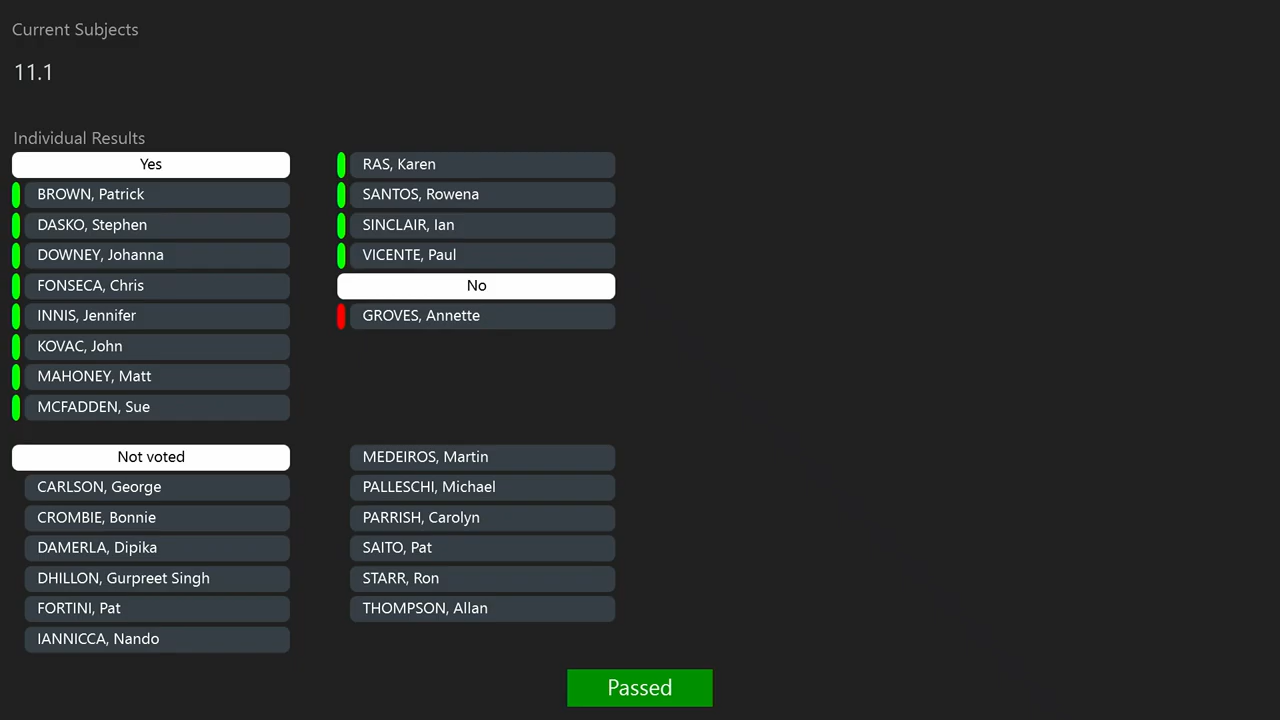 Current Subjects
11.1
Individual Results
Yes
BROWN, Patrick
DASKO, Stephen
DOWNEY, Johanna
FONSECA, Chris
INNIS, Jennifer
KOVAC, John
MAHONEY, Matt
MCFADDEN, Sue
RAS, Karen
SANTOS, Rowena
SINCLAIR, Ian
VICENTE, Paul
No
GROVES, Annette
Not voted
CARLSON, George
CROMBIE, Bonnie
DAMERLA, Dipika
DHILLON, Gurpreet Singh
FORTINI, Pat
IANNICCA, Nando
MEDEIROS, Martin
PALLESCHI, Michael
PARRISH, Carolyn
SAITO, Pat
STARR, Ron
THOMPSON, Allan
Passed